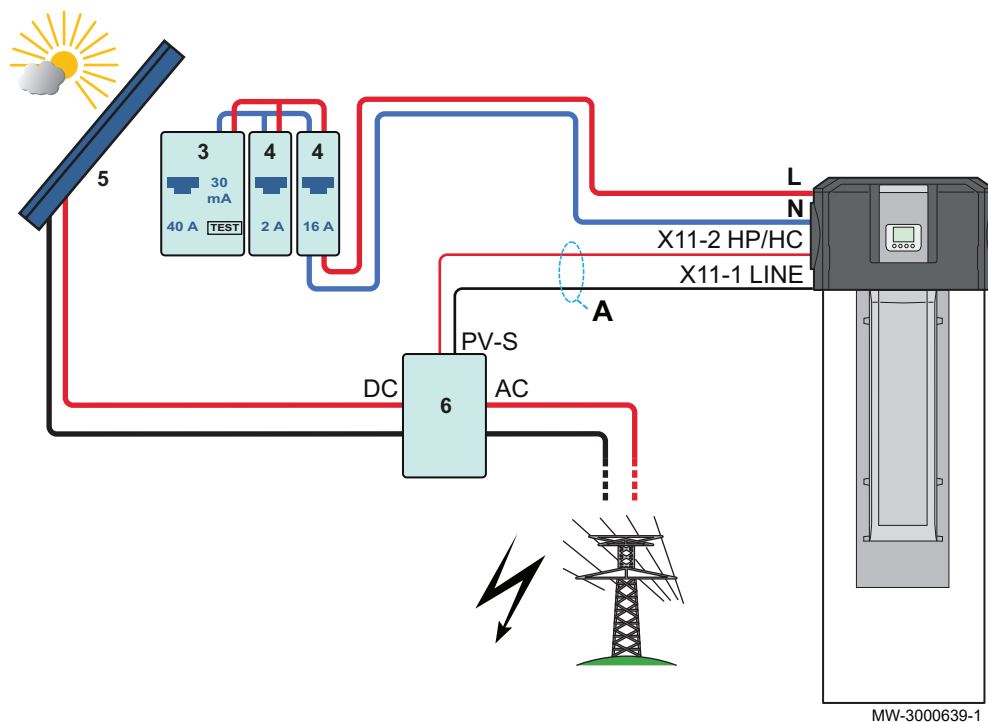 5
3
4
4
30
mA
40 A
TEST
2 A
16 A
L
N
X11-2 HP/HC
X11-1 LINE
A
PV-S
DC
6
AC
MW-3000639-1